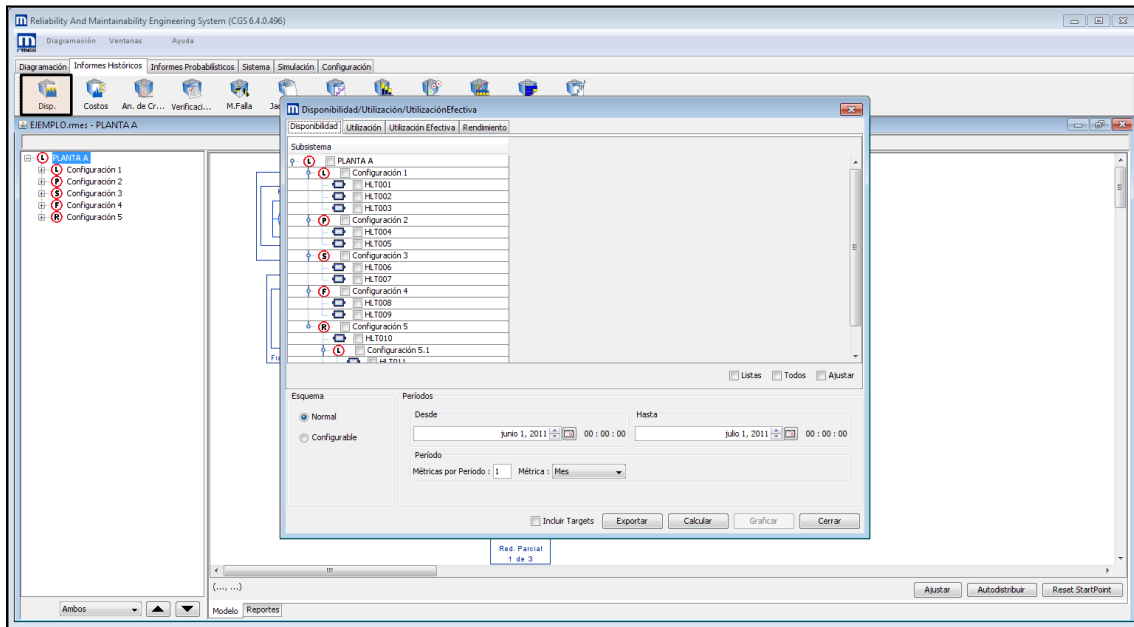 Reliability And Maintainability Engineering System (CGS 6.4.0.496)
Diagramación Ventanas Ayuda
Diagramación Informes Históricos Informes Probabilísticos Sistema Simulación Configuración
Disp. Costos An. de Cr... Verificaci... M.Falla
EJEMPLO.rmes - PLANTA A
PLANTA A
Configuración 1
Configuración 2
Configuración 3
Configuración 4
Configuración 5
Disponibilidad/Utilización/UtilizaciónEfectiva
Disponibilidad Utilización Utilización Efectiva Rendimiento
Subsistema
L PLANTA A
L Configuración 1
HLT001
HLT002
HLT003
P Configuración 2
HLT004
HLT005
S Configuración 3
HLT006
HLT007
F Configuración 4
HLT008
HLT009
R Configuración 5
HLT010
L Configuración 5.1
HLT011
Listas Todos Ajustar
Esquema
Normal
Configurable
Períodos
Desde Hasta
junio 1, 2011 00 : 00 : 00 julio 1, 2011 00 : 00 : 00
Período
Métricas por Periodo : 1 Métrica : Mes
Incluir Targets Exportar Calcular Graficar Cerrar
Red. Parcial
1 de 3
(..., ...)
Ajustar Autodistribuir Reset StartPoint
Ambos
Modelo Reportes